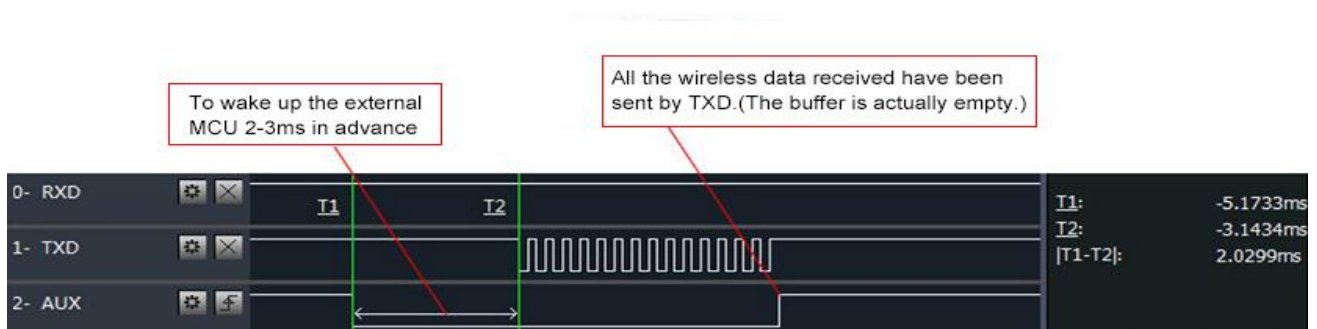 To wake up the external
MCU 2-3ms in advance
All the wireless data received have been
sent by TXD.(The buffer is actually empty.)
0- RXD
T1
T2
T1: -5.1733ms
T2: -3.1434ms
1- TXD
|T1-T2|: 2.0299ms
2- AUX